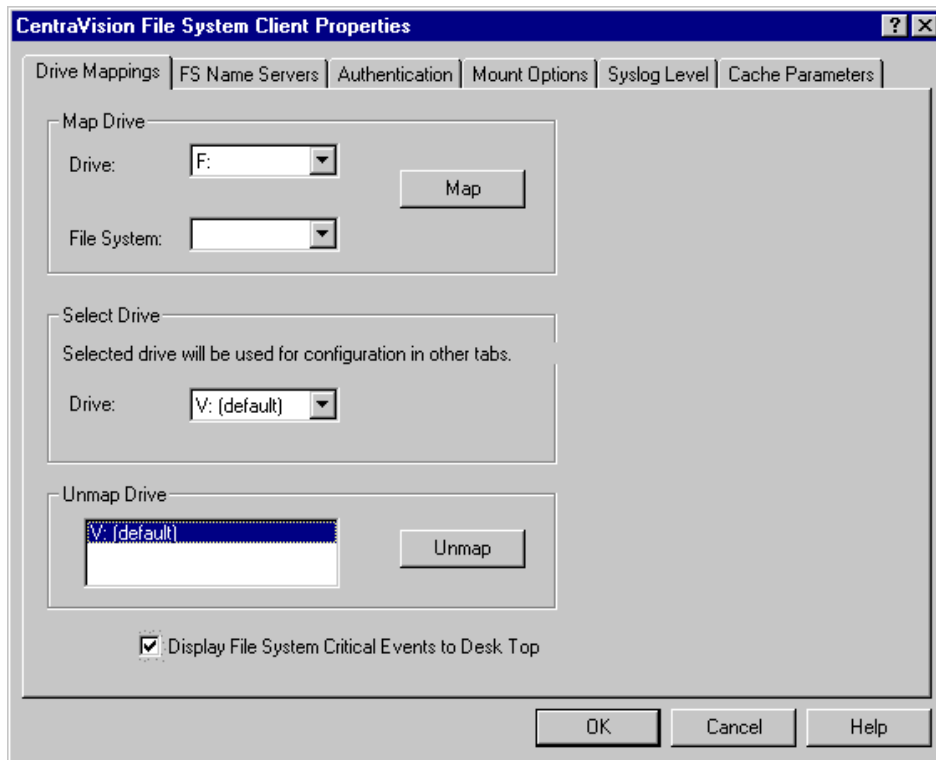 CentraVision File System Client Properties
Drive Mappings FS Name Servers Authentication Mount Options Syslog Level Cache Parameters
Map Drive
Drive: F:
Map
File System:
Select Drive
Selected drive will be used for configuration in other tabs.
Drive: V: (default)
Unmap Drive
V: (default)
Unmap
Display File System Critical Events to Desk Top
OK Cancel Help